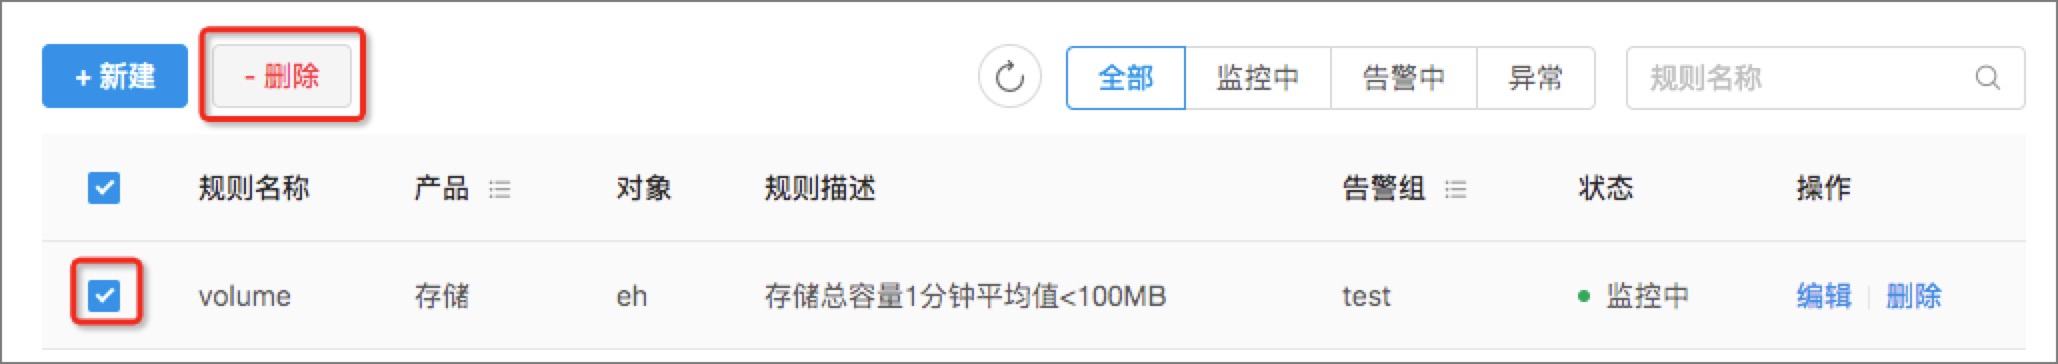 + 新建 - 删除 全部 监控中 告警中 异常 规则名称
规则名称 产品 对象 规则描述 告警组 状态 操作
volume 存储 eh 存储总容量1分钟平均值<100MB test 监控中 编辑 删除